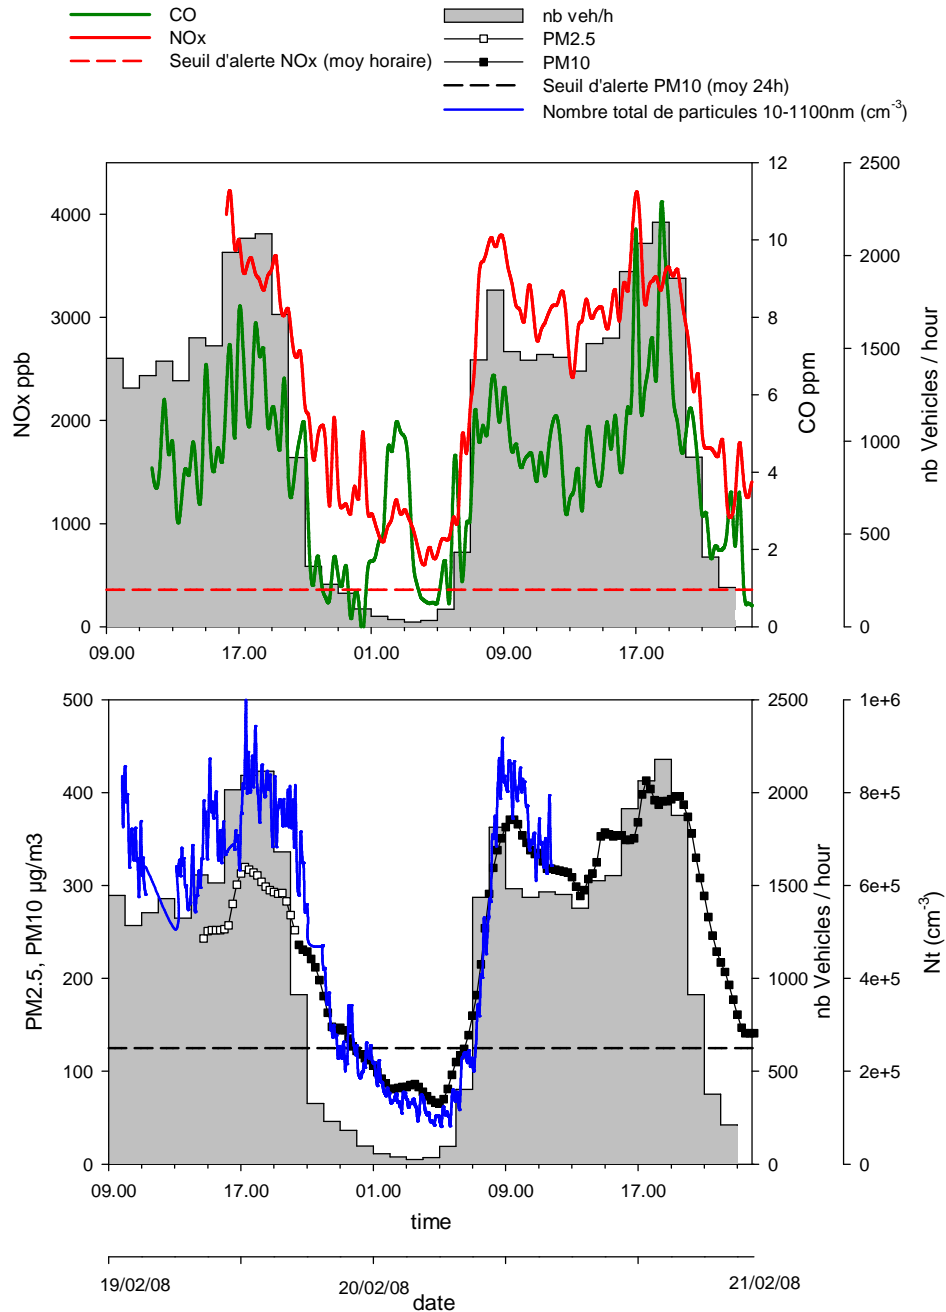 CO
NOx
Seuil d'alerte NOx (moy horaire)
nb veh/h
PM2.5
PM10
Seuil d'alerte PM10 (moy 24h)
Nombre total de particules 10-1100nm (cm⁻³)
NOx ppb
4000
3000
2000
1000
0
12
10
8
6
4
2
0
CO ppm
2500
2000
1500
1000
500
0
nb Vehicles / hour
09.00 17.00 01.00 09.00 17.00
PM2.5, PM10 µg/m3
500
400
300
200
100
0
2500
2000
1500
1000
500
0
nb Vehicles / hour
1e+6
8e+5
6e+5
4e+5
2e+5
0
Nt (cm⁻³)
09.00 17.00 01.00 09.00 17.00
time
19/02/08 20/02/08 21/02/08
date